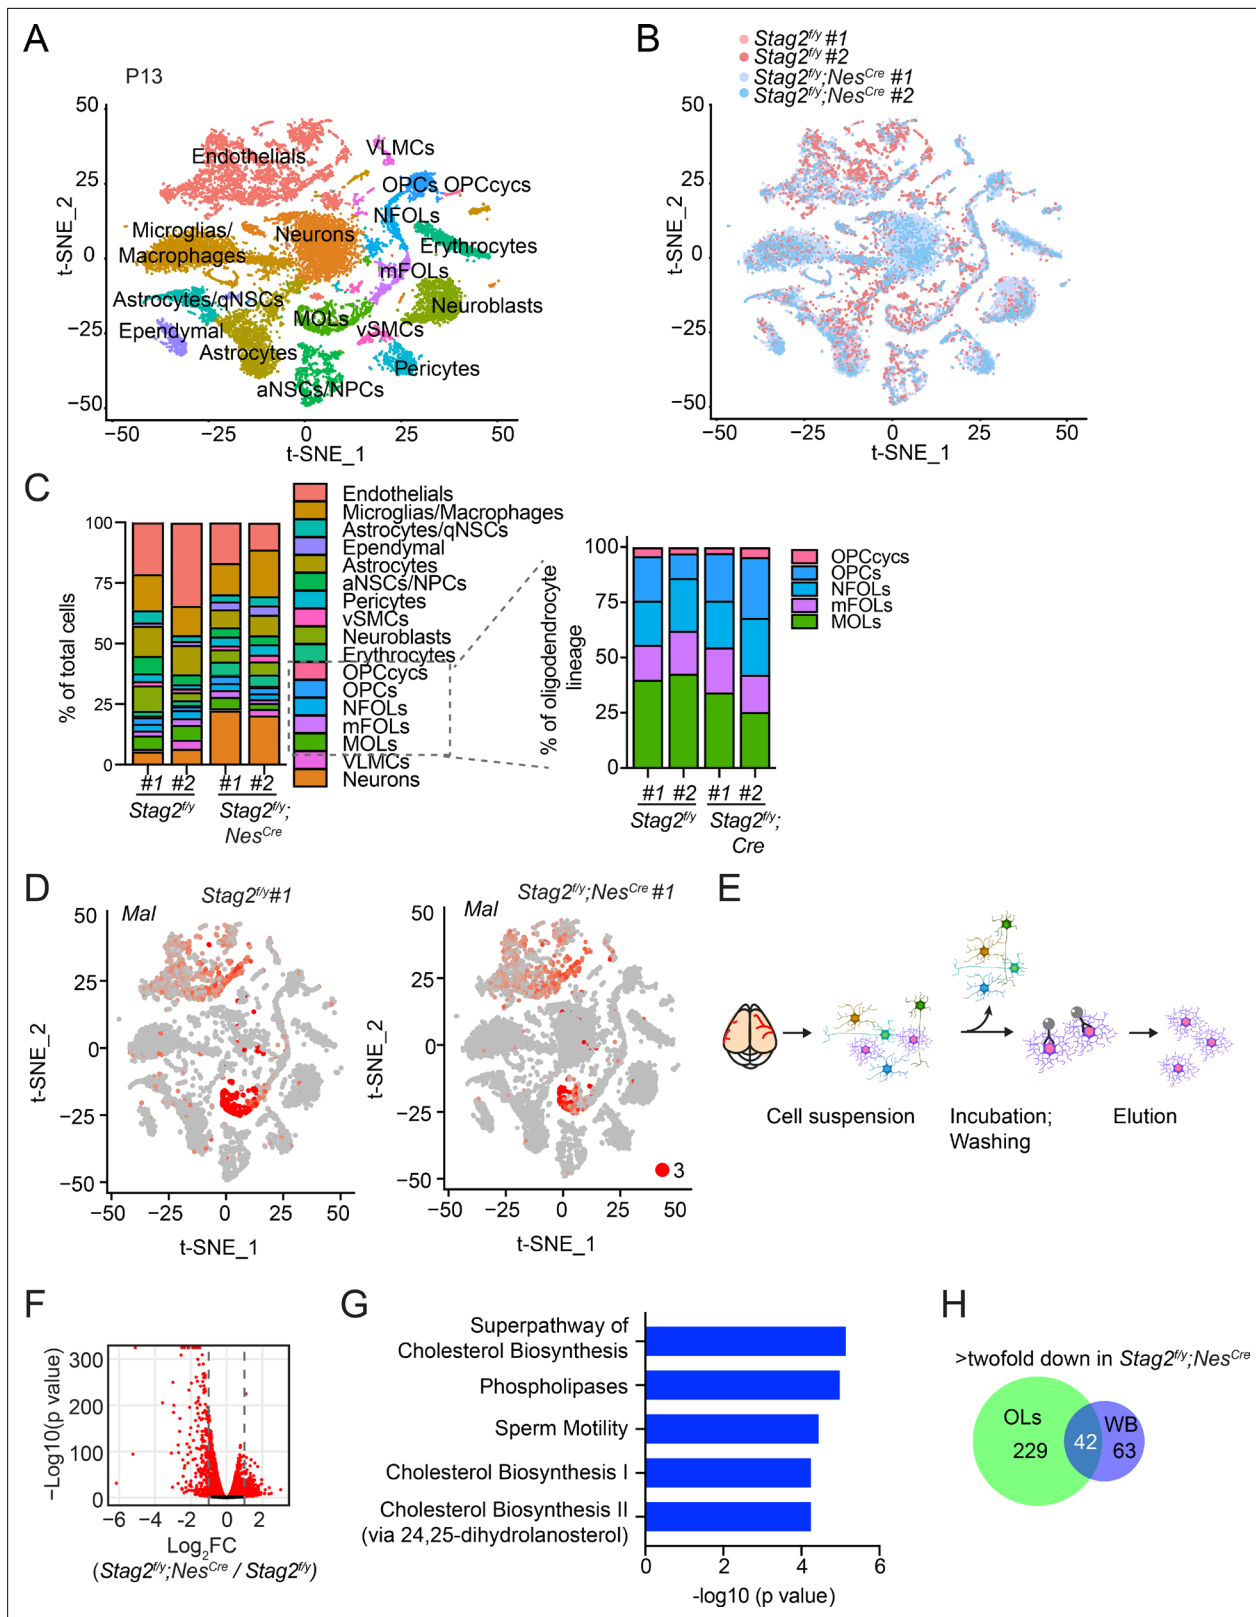 A
P13
50
25
0
−25
−50
t-SNE_2
Endothelials
VLMCs
OPCs OPCcycs
NFOLs
Microglias/
Macrophages
Neurons
Erythrocytes
mFOLs
Astrocytes/qNSCs
MOLs
Neuroblasts
Ependymal
vSMCs
Astrocytes
Pericytes
aNSCs/NPCs
−50 −25 0 25 50
t-SNE_1
B
Stag2f/y #1
Stag2f/y #2
Stag2f/y;NesCre #1
Stag2f/y;NesCre #2
50
25
0
−25
−50
t-SNE_2
−50 −25 0 25 50
t-SNE_1
C
100
75
50
25
0
% of total cells
#1 #2 #1 #2
Stag2f/y Stag2f/y;
NesCre
Endothelials
Microglias/Macrophages
Astrocytes/qNSCs
Ependymal
Astrocytes
aNSCs/NPCs
Pericytes
vSMCs
Neuroblasts
Erythrocytes
OPCcycs
OPCs
NFOLs
mFOLs
MOLs
VLMCs
Neurons
100
75
50
25
0
% of oligodendrocyte
lineage
#1 #2 #1 #2
Stag2f/y Stag2f/y;
Cre
OPCcycs
OPCs
NFOLs
mFOLs
MOLs
D
Stag2f/y#1
Mal
50
25
0
−25
−50
t-SNE_2
−50 −25 0 25 50
t-SNE_1
Stag2f/y;NesCre #1
Mal
50
25
0
−25
−50
t-SNE_2
3
−50 −25 0 25 50
t-SNE_1
E
Cell suspension
Incubation;
Washing
Elution
F
300
200
100
0
−Log10(p value)
-6 -4 -2 0 2
Log2FC
(Stag2f/y;NesCre / Stag2f/y)
G
Superpathway of
Cholesterol Biosynthesis
Phospholipases
Sperm Motility
Cholesterol Biosynthesis I
Cholesterol Biosynthesis II
(via 24,25-dihydrolanosterol)
0 2 4 6
-log10 (p value)
H
>twofold down in Stag2f/y;NesCre
OLs
229
42
WB
63